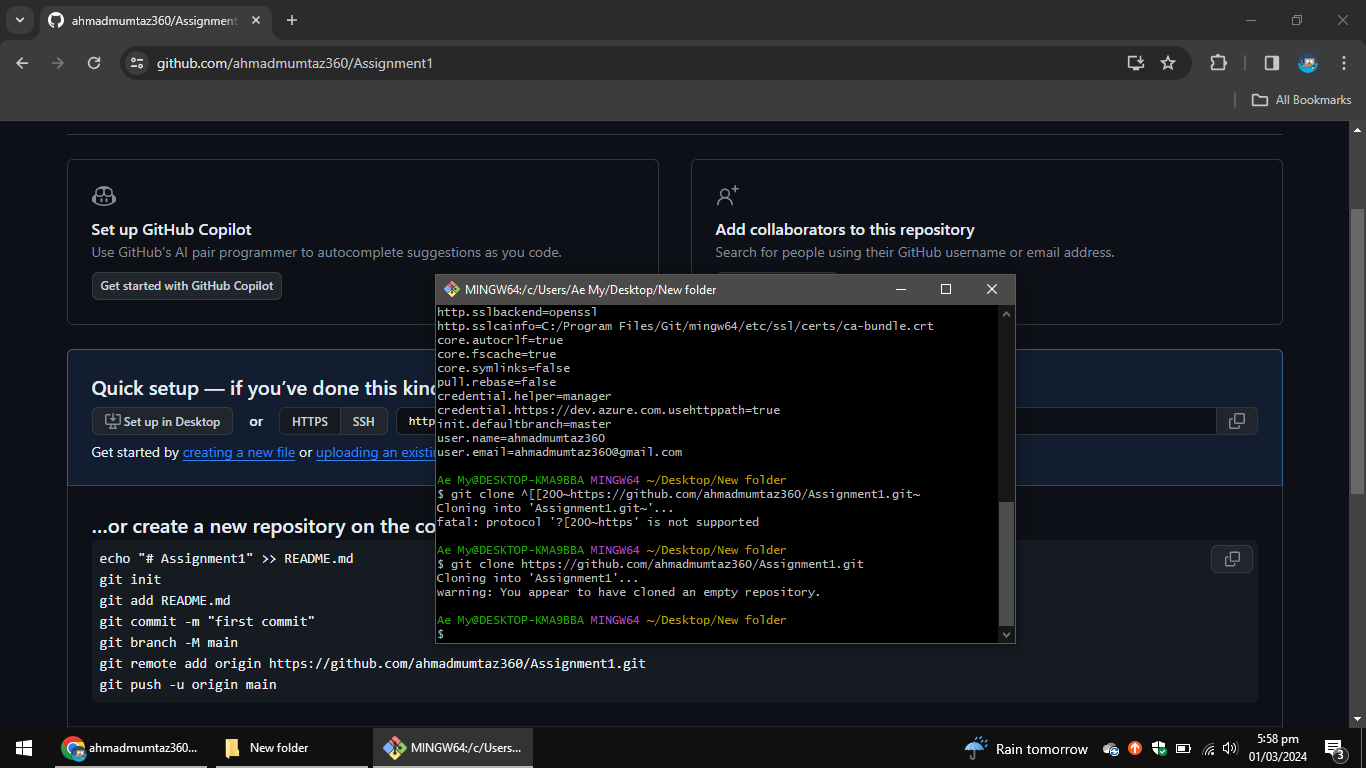 ahmadmumtaz360/Assignment
github.com/ahmadmumtaz360/Assignment1
All Bookmarks
Set up GitHub Copilot
Use GitHub's AI pair programmer to autocomplete suggestions as you code.
Get started with GitHub Copilot
Add collaborators to this repository
Search for people using their GitHub username or email address.
Quick setup — if you've done this kind
Set up in Desktop
or
HTTPS
SSH
http
Get started by creating a new file or uploading an existi
...or create a new repository on the co
echo "# Assignment1" >> README.md
git init
git add README.md
git commit -m "first commit"
git branch -M main
git remote add origin https://github.com/ahmadmumtaz360/Assignment1.git
git push -u origin main
MINGW64:/c/Users/Ae My/Desktop/New folder
http.sslbackend=openssl
http.sslcainfo=C:/Program Files/Git/mingw64/etc/ssl/certs/ca-bundle.crt
core.autocrlf=true
core.fscache=true
core.symlinks=false
pull.rebase=false
credential.helper=manager
credential.https://dev.azure.com.usehttppath=true
init.defaultbranch=master
user.name=ahmadmumtaz360
user.email=ahmadmumtaz360@gmail.com
Ae My@DESKTOP-KMA9BBA MINGW64 ~/Desktop/New folder
$ git clone ^[[200~https://github.com/ahmadmumtaz360/Assignment1.git~
Cloning into 'Assignment1.git~'...
fatal: protocol '?[200~https' is not supported
Ae My@DESKTOP-KMA9BBA MINGW64 ~/Desktop/New folder
$ git clone https://github.com/ahmadmumtaz360/Assignment1.git
Cloning into 'Assignment1'...
warning: You appear to have cloned an empty repository.
Ae My@DESKTOP-KMA9BBA MINGW64 ~/Desktop/New folder
$
ahmadmumtaz360...
New folder
MINGW64:/c/Users...
Rain tomorrow
5:58 pm
01/03/2024
3